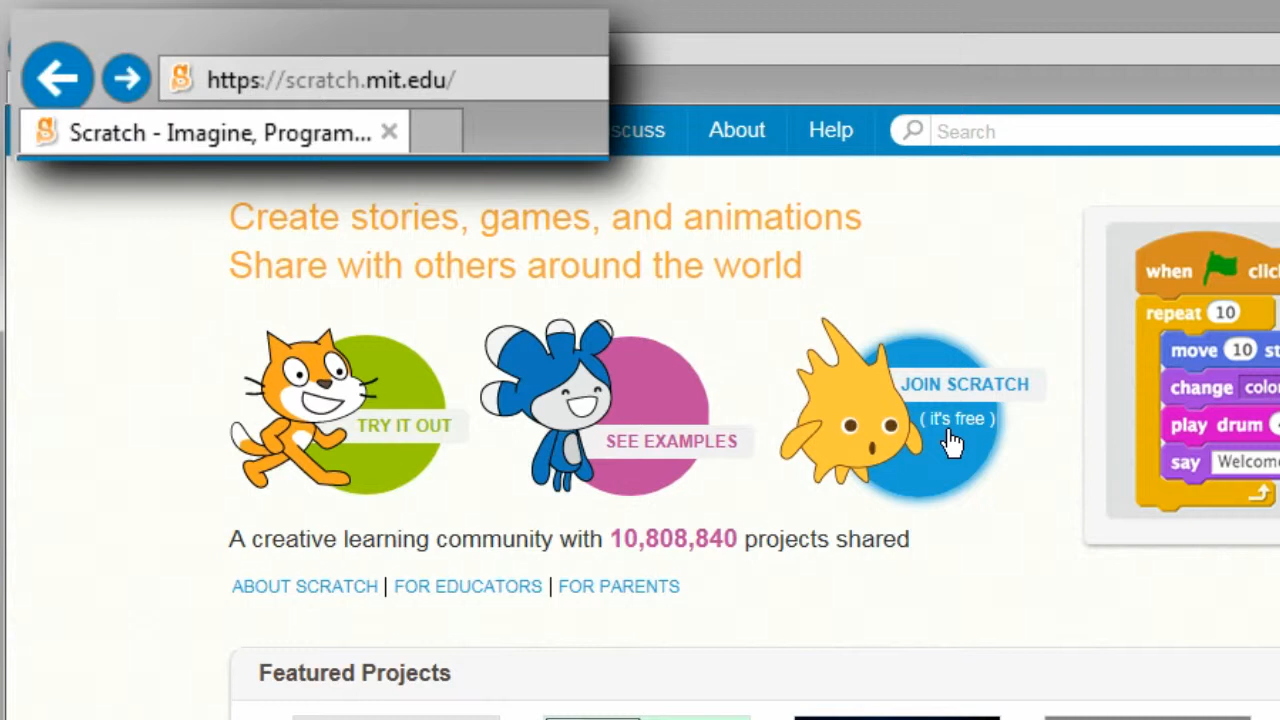 https://scratch.mit.edu/
Scratch - Imagine, Program...
About
Help
Search
Create stories, games, and animations
Share with others around the world
TRY IT OUT
SEE EXAMPLES
JOIN SCRATCH
( it's free )
when
repeat 10
move 10
change
play drum
say
A creative learning community with 10,808,840 projects shared
ABOUT SCRATCH | FOR EDUCATORS | FOR PARENTS
Featured Projects